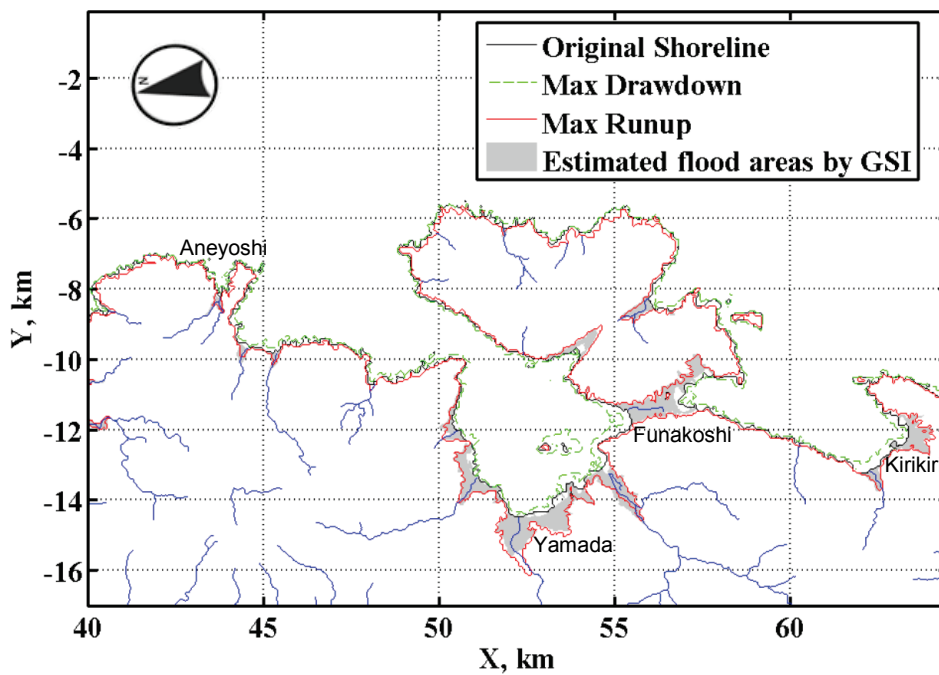 Original Shoreline
Max Drawdown
Max Runup
Estimated flood areas by GSI
N
-2
-4
-6
-8
-10
-12
-14
-16
Y, km
Aneyoshi
Funakoshi
Kirikir
Yamada
40
45
50
55
60
X, km